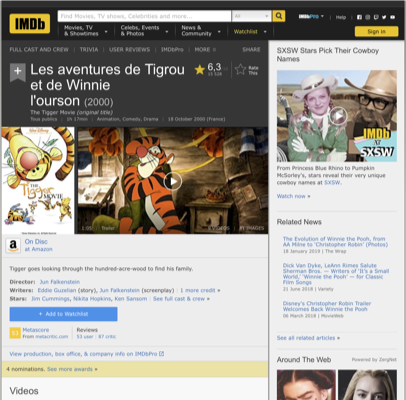 IMDb
Find Movies, TV shows, Celebrities and more...
All
IMDbPro
Help
Movies, TV & Showtimes
Celebs, Events & Photos
News & Community
Watchlist
Sign in
FULL CAST AND CREW | TRIVIA | USER REVIEWS | IMDbPro | MORE
SHARE
Les aventures de Tigrou
et de Winnie
l'ourson (2000)
The Tigger Movie (original title)
Tous publics | 1h 17min | Animation, Comedy, Drama | 18 October 2000 (France)
6,3
Rate This
THE Tigger MOVIE
Trailer
IMAGES
On Disc
at Amazon
Tigger goes looking through the hundred-acre-wood to find his family.
Director: Jun Falkenstein
Writers: Eddie Guzelian (story), Jun Falkenstein (screenplay) | 1 more credit »
Stars: Jim Cummings, Nikita Hopkins, Ken Sansom | See full cast & crew »
+ Add to Watchlist
Metascore
From metacritic.com
Reviews
53 user | 87 critic
View production, box office, & company info on IMDbPro
4 nominations. See more awards »
Videos
SXSW Stars Pick Their Cowboy
Names
IMDb
AT
SXSW
From Princess Blue Rhino to Pumpkin
McSorley's, stars reveal their very unique
cowboy names at SXSW.
Watch now »
Related News
The Evolution of Winnie the Pooh, from
AA Milne to 'Christopher Robin' (Photos)
18 January 2019 | The Wrap
Dick Van Dyke, LeAnn Rimes Salute
Sherman Bros. — Writers of 'It's a Small
World,' 'Winnie the Pooh' — for Classic
Film Songs
21 June 2018 | Variety
Disney's Christopher Robin Trailer
Welcomes Back Winnie the Pooh
06 March 2018 | MovieWeb
See all related articles »
Around The Web
Powered by ZergNet